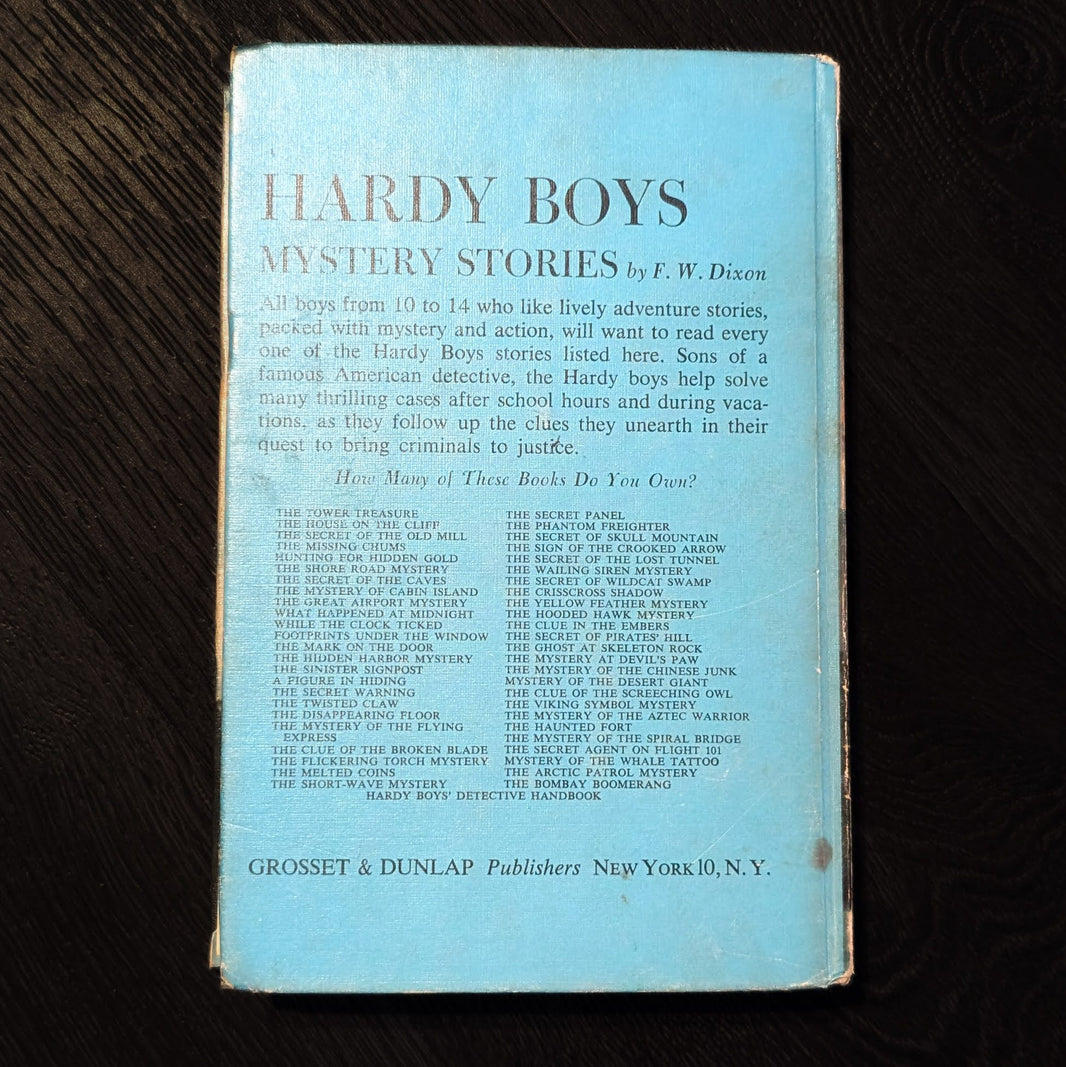 HARDY BOYS
MYSTERY STORIES by F. W. Dixon
All boys from 10 to 14 who like lively adventure stories,
packed with mystery and action, will want to read every
one of the Hardy Boys stories listed here. Sons of a
famous American detective, the Hardy boys help solve
many thrilling cases after school hours and during vaca-
tions, as they follow up the clues they unearth in their
quest to bring criminals to justice.
How Many of These Books Do You Own?
THE TOWER TREASURE
THE HOUSE ON THE CLIFF
THE SECRET OF THE OLD MILL
THE MISSING CHUMS
HUNTING FOR HIDDEN GOLD
THE SHORE ROAD MYSTERY
THE SECRET OF THE CAVES
THE MYSTERY OF CABIN ISLAND
THE GREAT AIRPORT MYSTERY
WHAT HAPPENED AT MIDNIGHT
WHILE THE CLOCK TICKED
FOOTPRINTS UNDER THE WINDOW
THE MARK ON THE DOOR
THE HIDDEN HARBOR MYSTERY
THE SINISTER SIGNPOST
A FIGURE IN HIDING
THE SECRET WARNING
THE TWISTED CLAW
THE DISAPPEARING FLOOR
THE MYSTERY OF THE FLYING
EXPRESS
THE CLUE OF THE BROKEN BLADE
THE FLICKERING TORCH MYSTERY
THE MELTED COINS
THE SHORT-WAVE MYSTERY
THE SECRET PANEL
THE PHANTOM FREIGHTER
THE SECRET OF SKULL MOUNTAIN
THE SIGN OF THE CROOKED ARROW
THE SECRET OF THE LOST TUNNEL
THE WAILING SIREN MYSTERY
THE SECRET OF WILDCAT SWAMP
THE CRISSCROSS SHADOW
THE YELLOW FEATHER MYSTERY
THE HOODED HAWK MYSTERY
THE CLUE IN THE EMBERS
THE SECRET OF PIRATES' HILL
THE GHOST AT SKELETON ROCK
THE MYSTERY AT DEVIL'S PAW
THE MYSTERY OF THE CHINESE JUNK
MYSTERY OF THE DESERT GIANT
THE CLUE OF THE SCREECHING OWL
THE VIKING SYMBOL MYSTERY
THE MYSTERY OF THE AZTEC WARRIOR
THE HAUNTED FORT
THE MYSTERY OF THE SPIRAL BRIDGE
THE SECRET AGENT ON FLIGHT 101
MYSTERY OF THE WHALE TATTOO
THE ARCTIC PATROL MYSTERY
THE BOMBAY BOOMERANG
HARDY BOYS' DETECTIVE HANDBOOK
GROSSET & DUNLAP Publishers NEW YORK 10, N. Y.